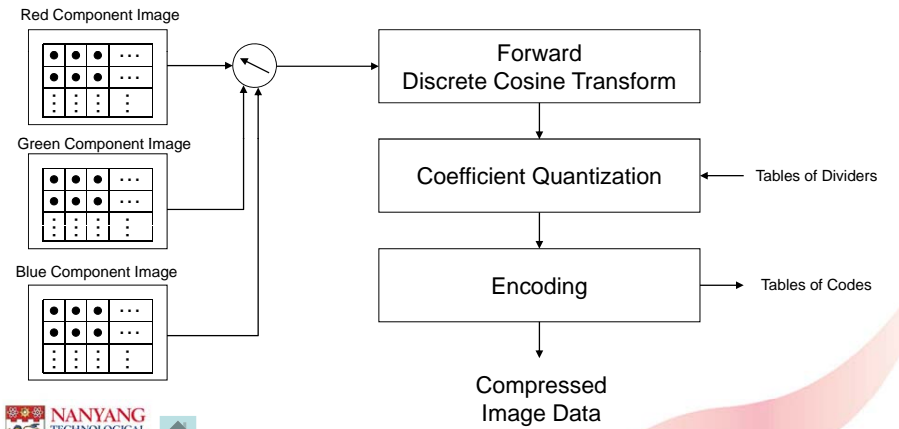 Red Component Image
Green Component Image
Blue Component Image
Forward
Discrete Cosine Transform
Coefficient Quantization
Tables of Dividers
Encoding
Tables of Codes
Compressed
Image Data
NANYANG
TECHNOLOGICAL